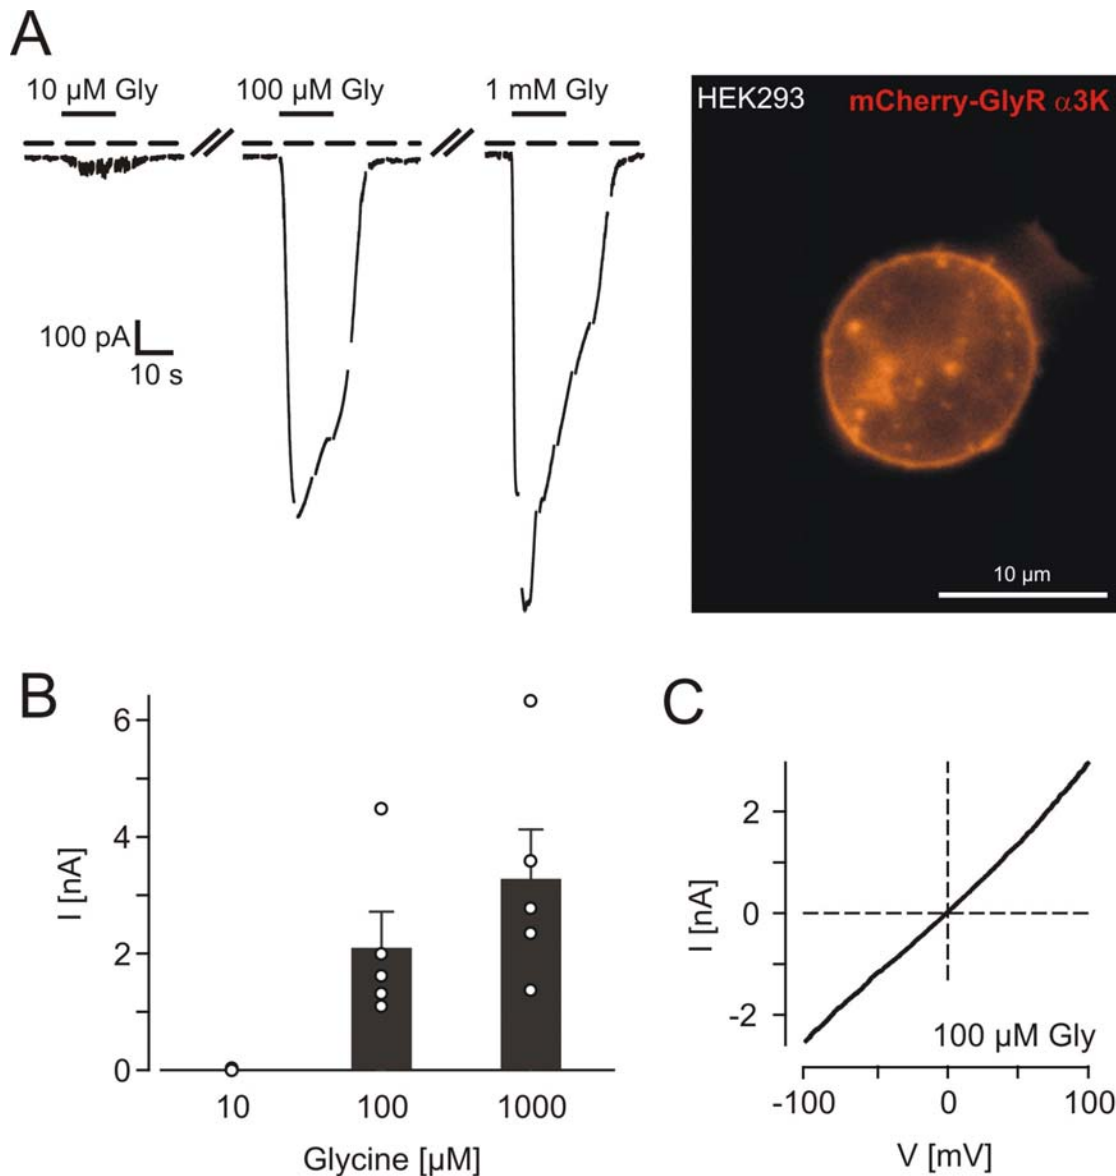 A
10 µM Gly
100 µM Gly
1 mM Gly
100 pA
10 s
HEK293
mCherry-GlyR α3K
10 µm
B
I [nA]
6
4
2
0
10
100
1000
Glycine [µM]
C
I [nA]
2
0
-2
100 µM Gly
-100
0
100
V [mV]